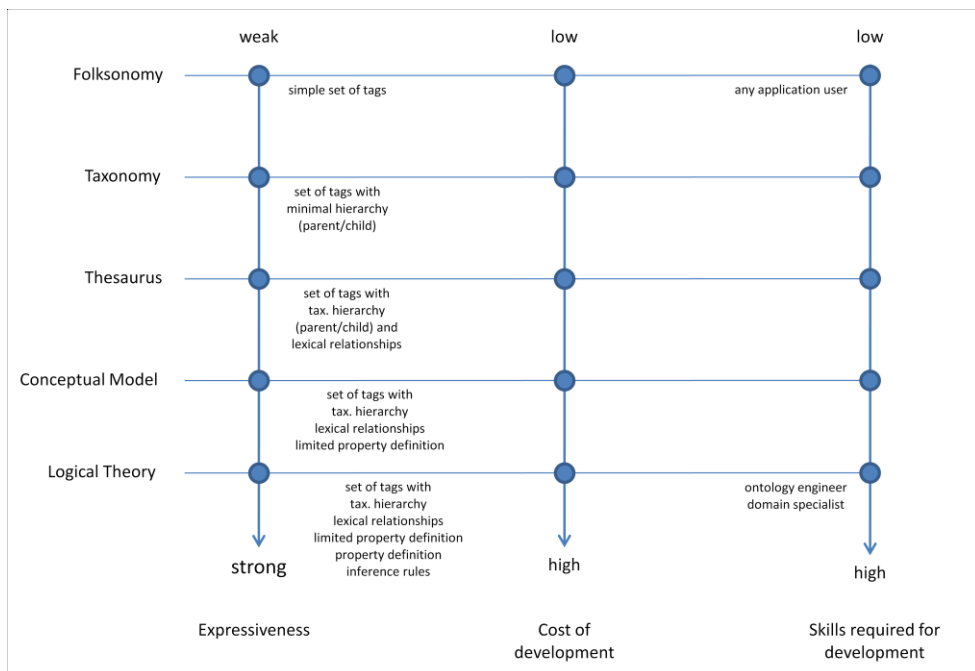 weak
low
low
Folksonomy
simple set of tags
any application user
Taxonomy
set of tags with
minimal hierarchy
(parent/child)
Thesaurus
set of tags with
tax. hierarchy
(parent/child) and
lexical relationships
Conceptual Model
set of tags with
tax. hierarchy
lexical relationships
limited property definition
Logical Theory
set of tags with
tax. hierarchy
lexical relationships
limited property definition
property definition
inference rules
ontology engineer
domain specialist
strong
high
high
Expressiveness
Cost of
development
Skills required for
development